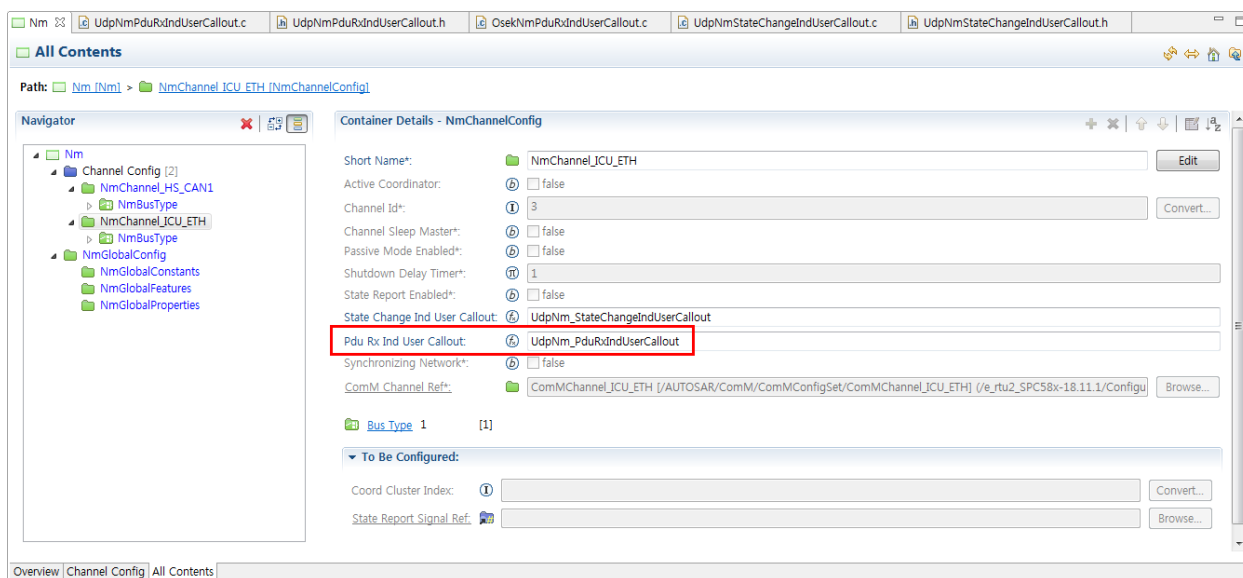 Nm UdpNmPduRxIndUserCallout.c UdpNmPduRxIndUserCallout.h OsekNmPduRxIndUserCallout.c UdpNmStateChangeIndUserCallout.c UdpNmStateChangeIndUserCallout.h
All Contents
Path: Nm [Nm] > NmChannel_ICU_ETH [NmChannelConfig]
Navigator
Nm
Channel Config [2]
NmChannel_HS_CAN1
NmBusType
NmChannel_ICU_ETH
NmBusType
NmGlobalConfig
NmGlobalConstants
NmGlobalFeatures
NmGlobalProperties
Container Details - NmChannelConfig
Short Name*: NmChannel_ICU_ETH Edit
Active Coordinator: false
Channel Id*: 3 Convert...
Channel Sleep Master*: false
Passive Mode Enabled*: false
Shutdown Delay Timer*: 1
State Report Enabled*: false
State Change Ind User Callout: UdpNm_StateChangeIndUserCallout
Pdu Rx Ind User Callout: UdpNm_PduRxIndUserCallout
Synchronizing Network*: false
ComM Channel Ref*: ComMChannel_ICU_ETH [/AUTOSAR/ComM/ComMConfigSet/ComMChannel_ICU_ETH] (/e_rtu2_SPC58x-18.11.1/Configu Browse...
Bus Type 1 [1]
To Be Configured:
Coord Cluster Index: Convert...
State Report Signal Ref: Browse...
Overview Channel Config All Contents